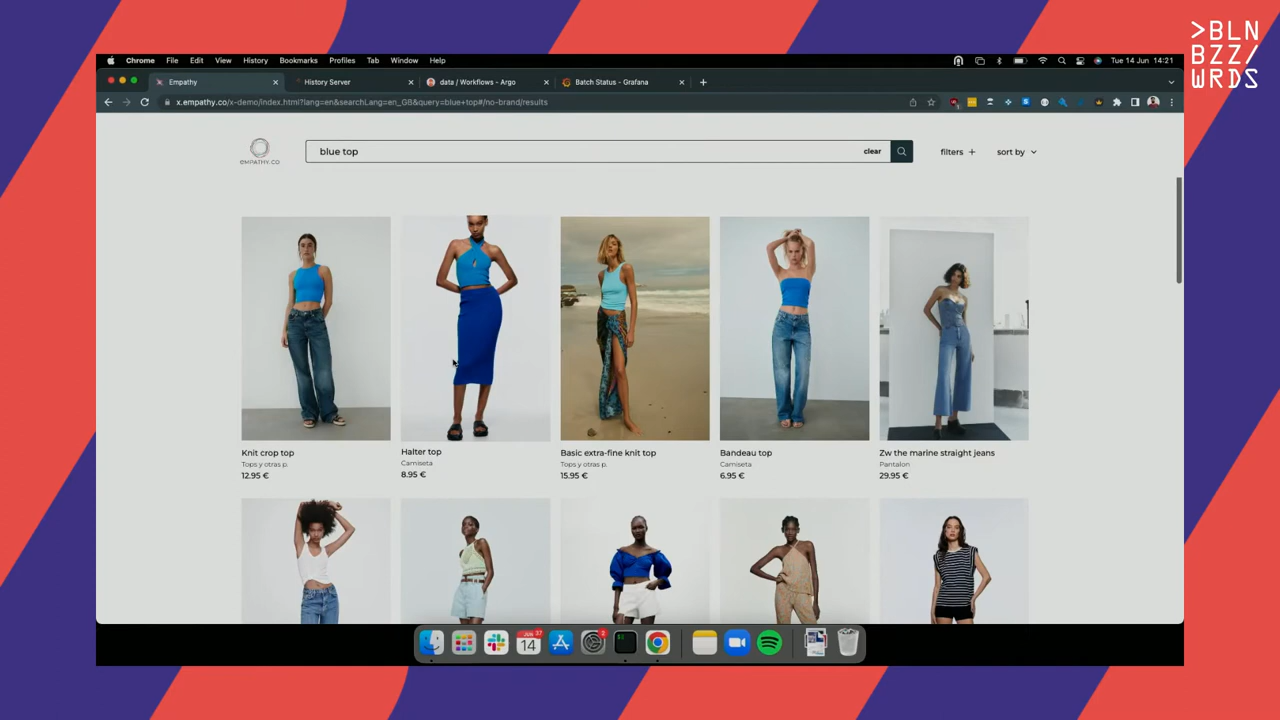 >BLN
BZZ/
WRDS
Chrome File Edit View History Bookmarks Profiles Tab Window Help
Tue 14 Jun 14:21
Empathy
History Server
data / Workflows - Argo
Batch Status - Grafana
x.empathy.co/x-demo/index.html?lang=en&searchLang=en_GB&query=blue+top#/no-brand/results
EMPATHY.CO
blue top
clear
filters +
sort by
Knit crop top
Tops y otras p.
12.95 €
Halter top
Camiseta
8.95 €
Basic extra-fine knit top
Tops y otras p.
15.95 €
Bandeau top
Camiseta
6.95 €
Zw the marine straight jeans
Pantalon
29.95 €
14
2